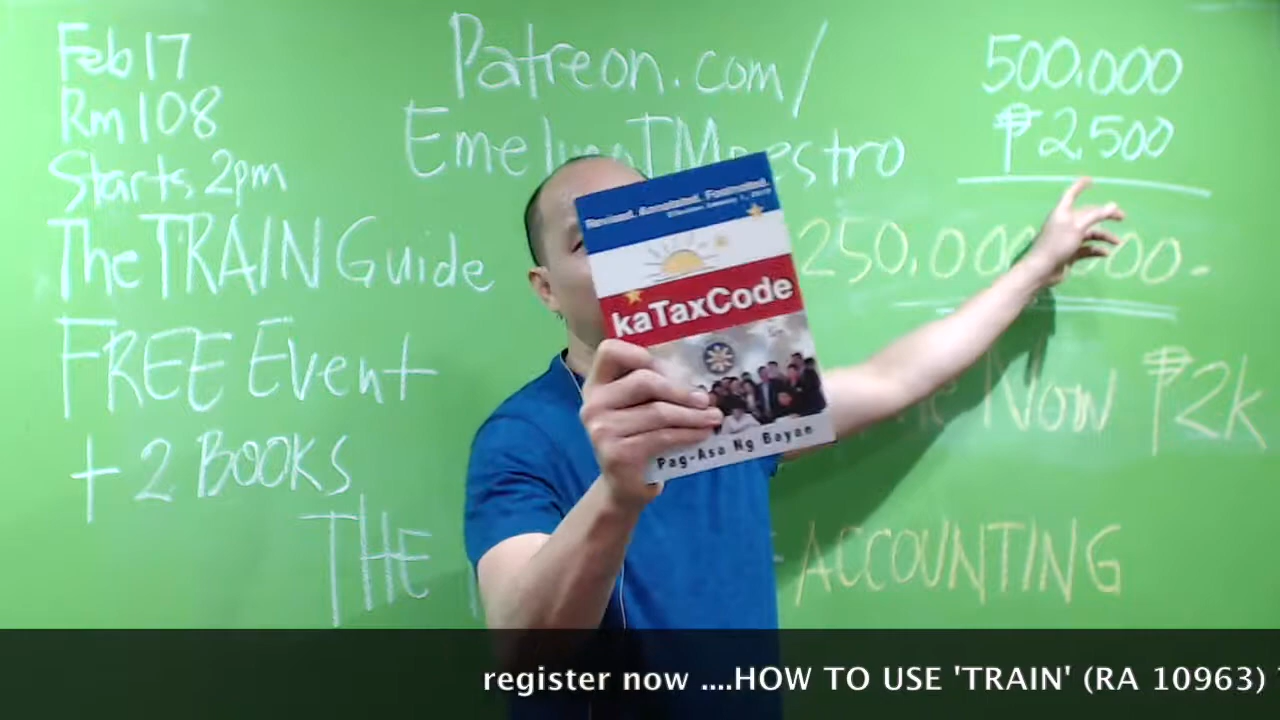 Feb 17
Rm 108
Starts 2pm
The TRAIN Guide
FREE Event
+ 2 BOOKS
Patreon.com/
500,000
₱2,500
250,000,000.-
Now ₱2k
THE
ACCOUNTING
Revised. Annotated. Footnoted.
kaTaxCode
Pag-Asa Ng Bayan
register now ....HOW TO USE 'TRAIN' (RA 10963)